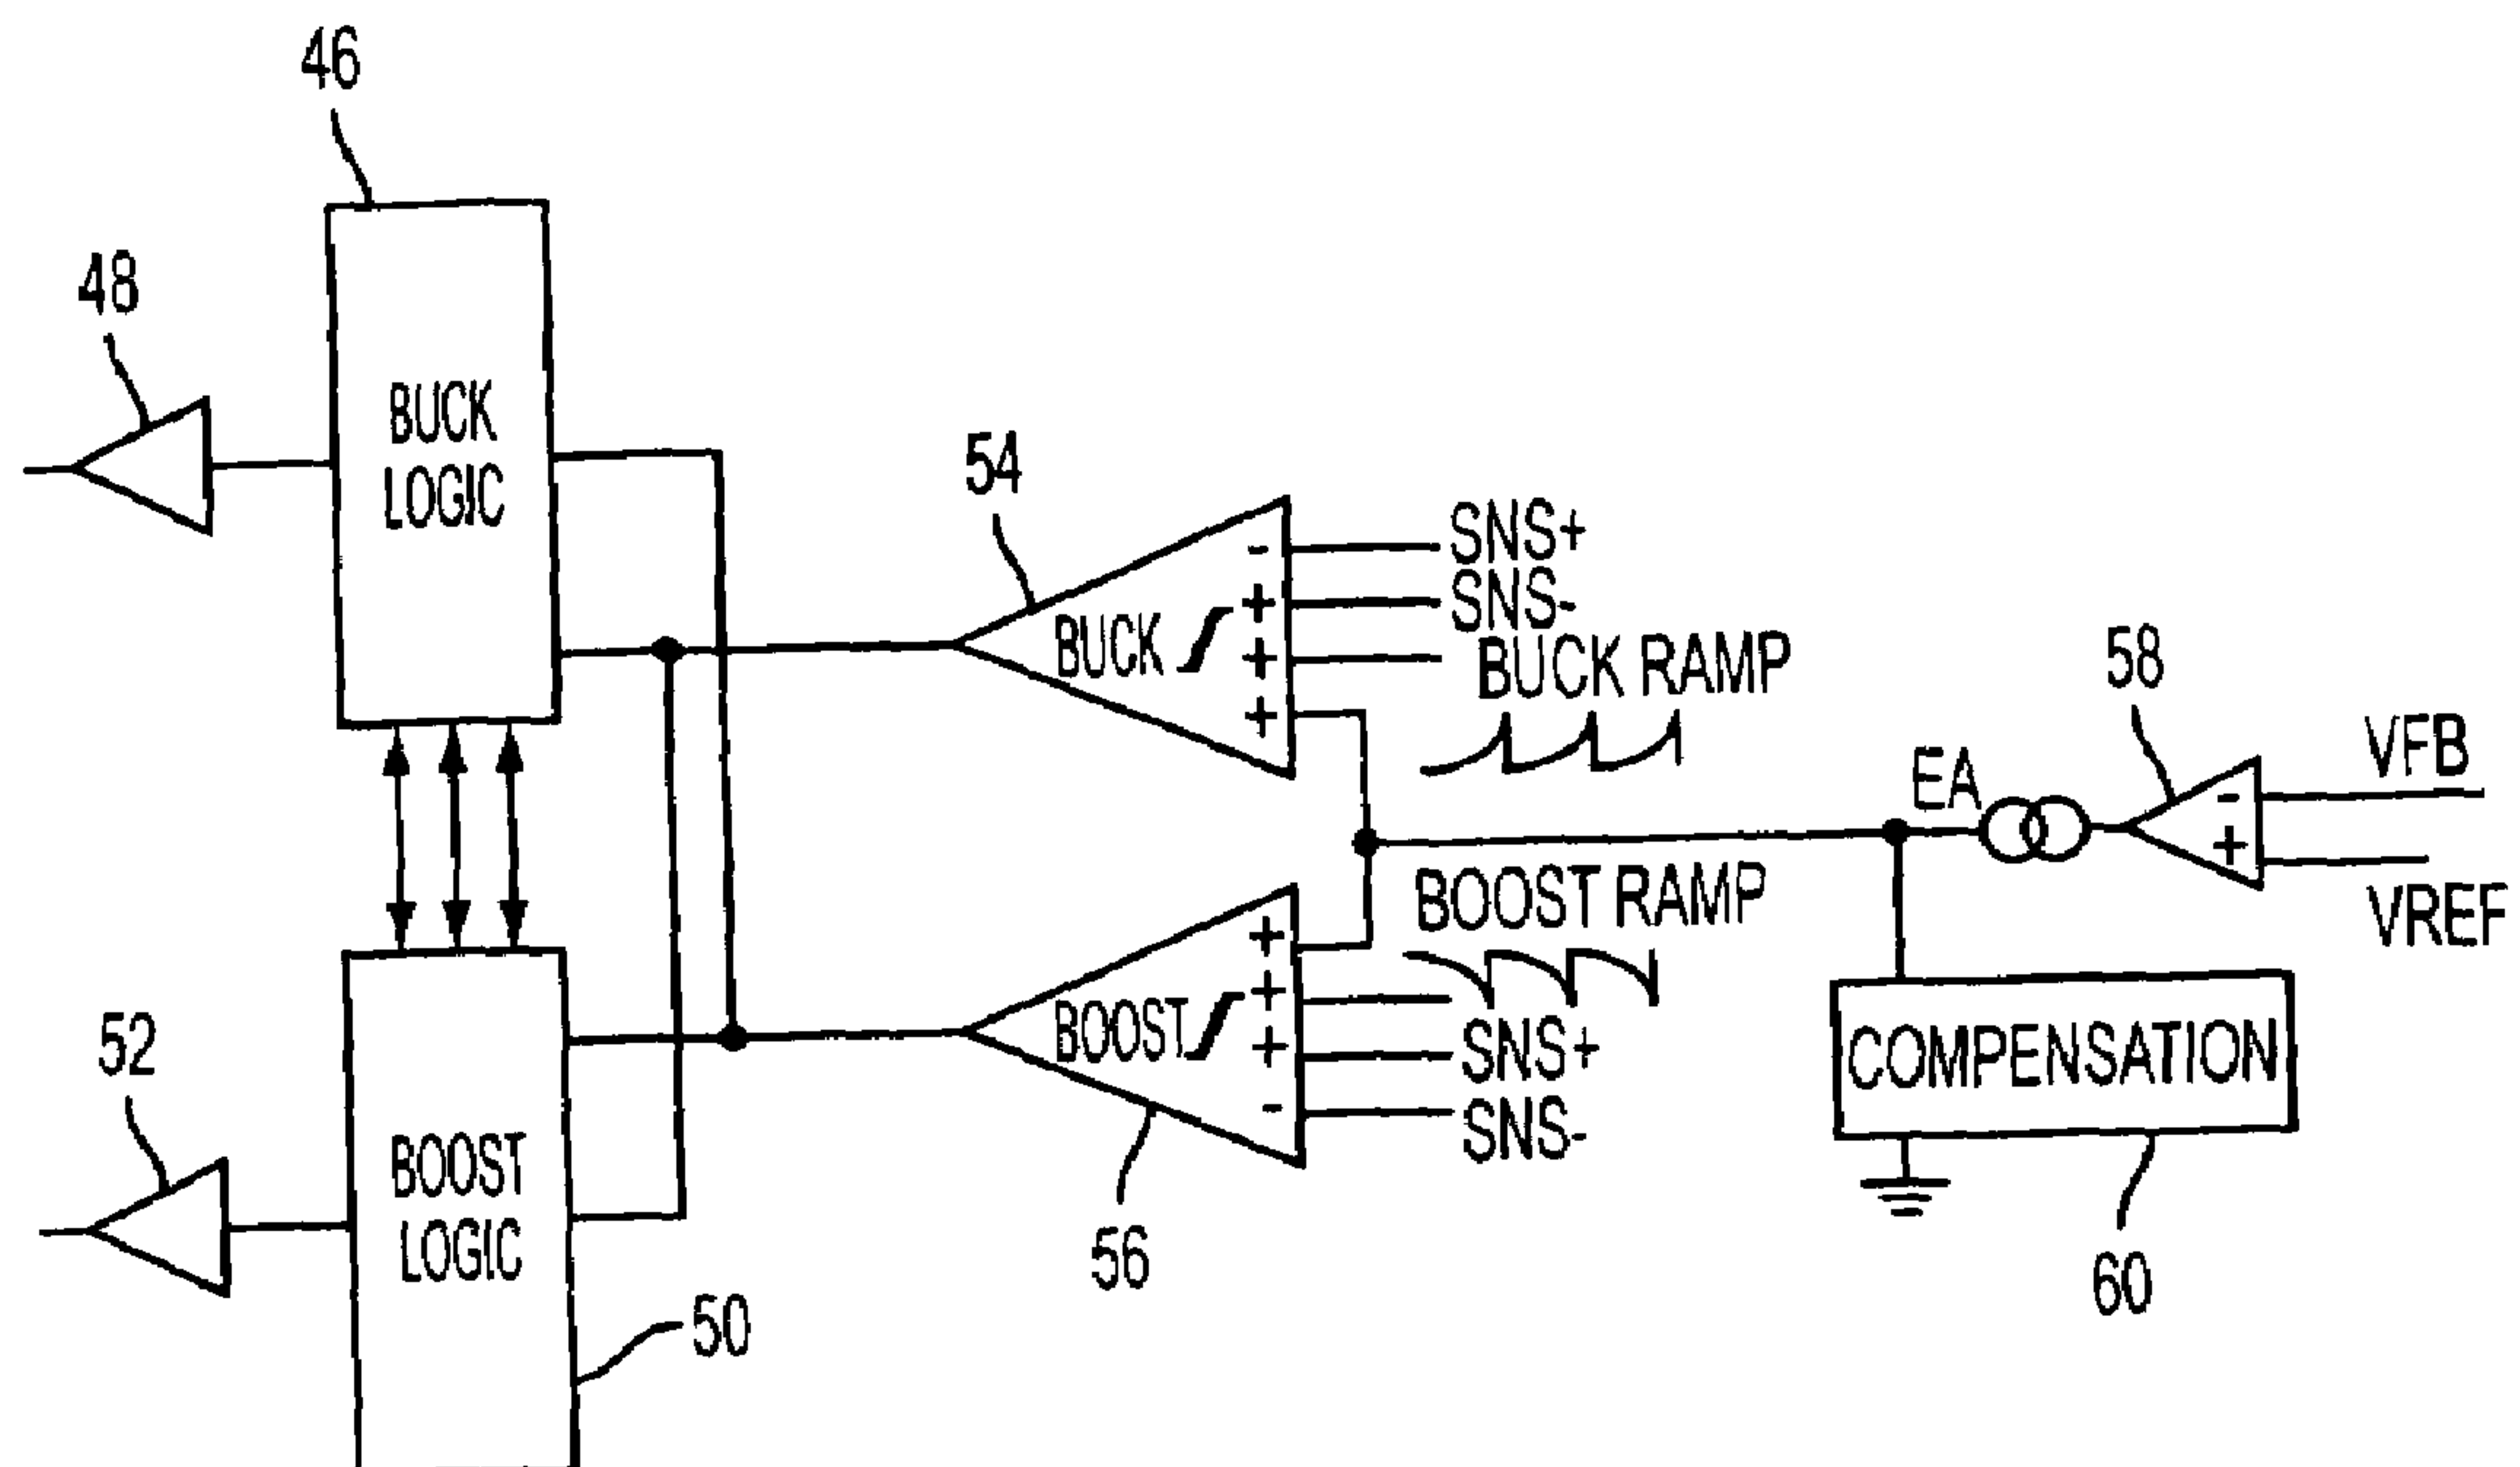 46
48
BUCK
LOGIC
54
-
+
+
+
BUCK
SNS+
SNS-
BUCK RAMP
58
EA
-
+
VFB
VREF
BOOST RAMP
+
+
+
-
BOOST
SNS+
SNS-
COMPENSATION
52
BOOST
LOGIC
56
60
50